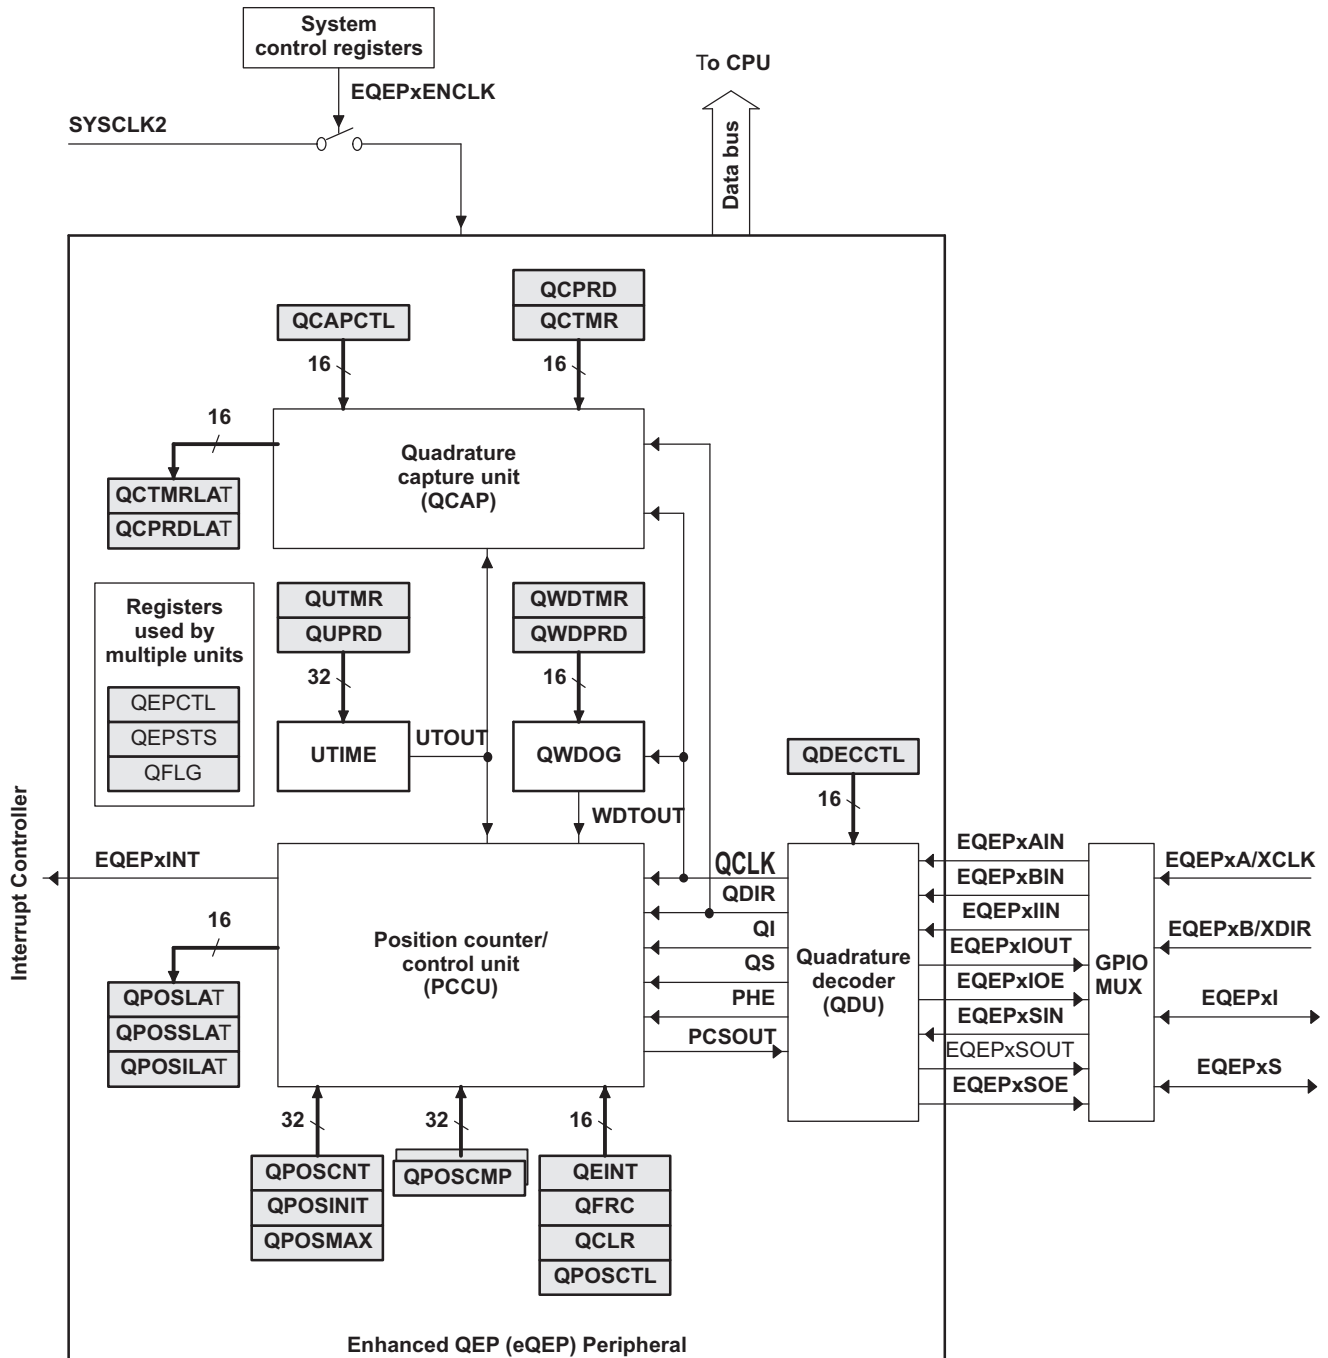 System
control registers
EQEPxENCLK
SYSCLK2
To CPU
Data bus
QCPRD
QCTMR
QCAPCTL
16
16
16
Quadrature
capture unit
(QCAP)
QCTMRLAT
QCPRDLAT
Registers
used by
multiple units
QEPCTL
QEPSTS
QFLG
QUTMR
QUPRD
32
UTIME
UTOUT
QWDTMR
QWDPRD
16
QWDOG
WDTOUT
QDECCTL
16
Interrupt Controller
EQEPxINT
16
QPOSLAT
QPOSSLAT
QPOSILAT
Position counter/
control unit
(PCCU)
QCLK
QDIR
QI
QS
PHE
PCSOUT
Quadrature
decoder
(QDU)
EQEPxAIN
EQEPxBIN
EQEPxIIN
EQEPxIOUT
EQEPxIOE
EQEPxSIN
EQEPxSOUT
EQEPxSOE
GPIO
MUX
EQEPxA/XCLK
EQEPxB/XDIR
EQEPxI
EQEPxS
32
32
16
QPOSCNT
QPOSINIT
QPOSMAX
QPOSCMP
QEINT
QFRC
QCLR
QPOSCTL
Enhanced QEP (eQEP) Peripheral